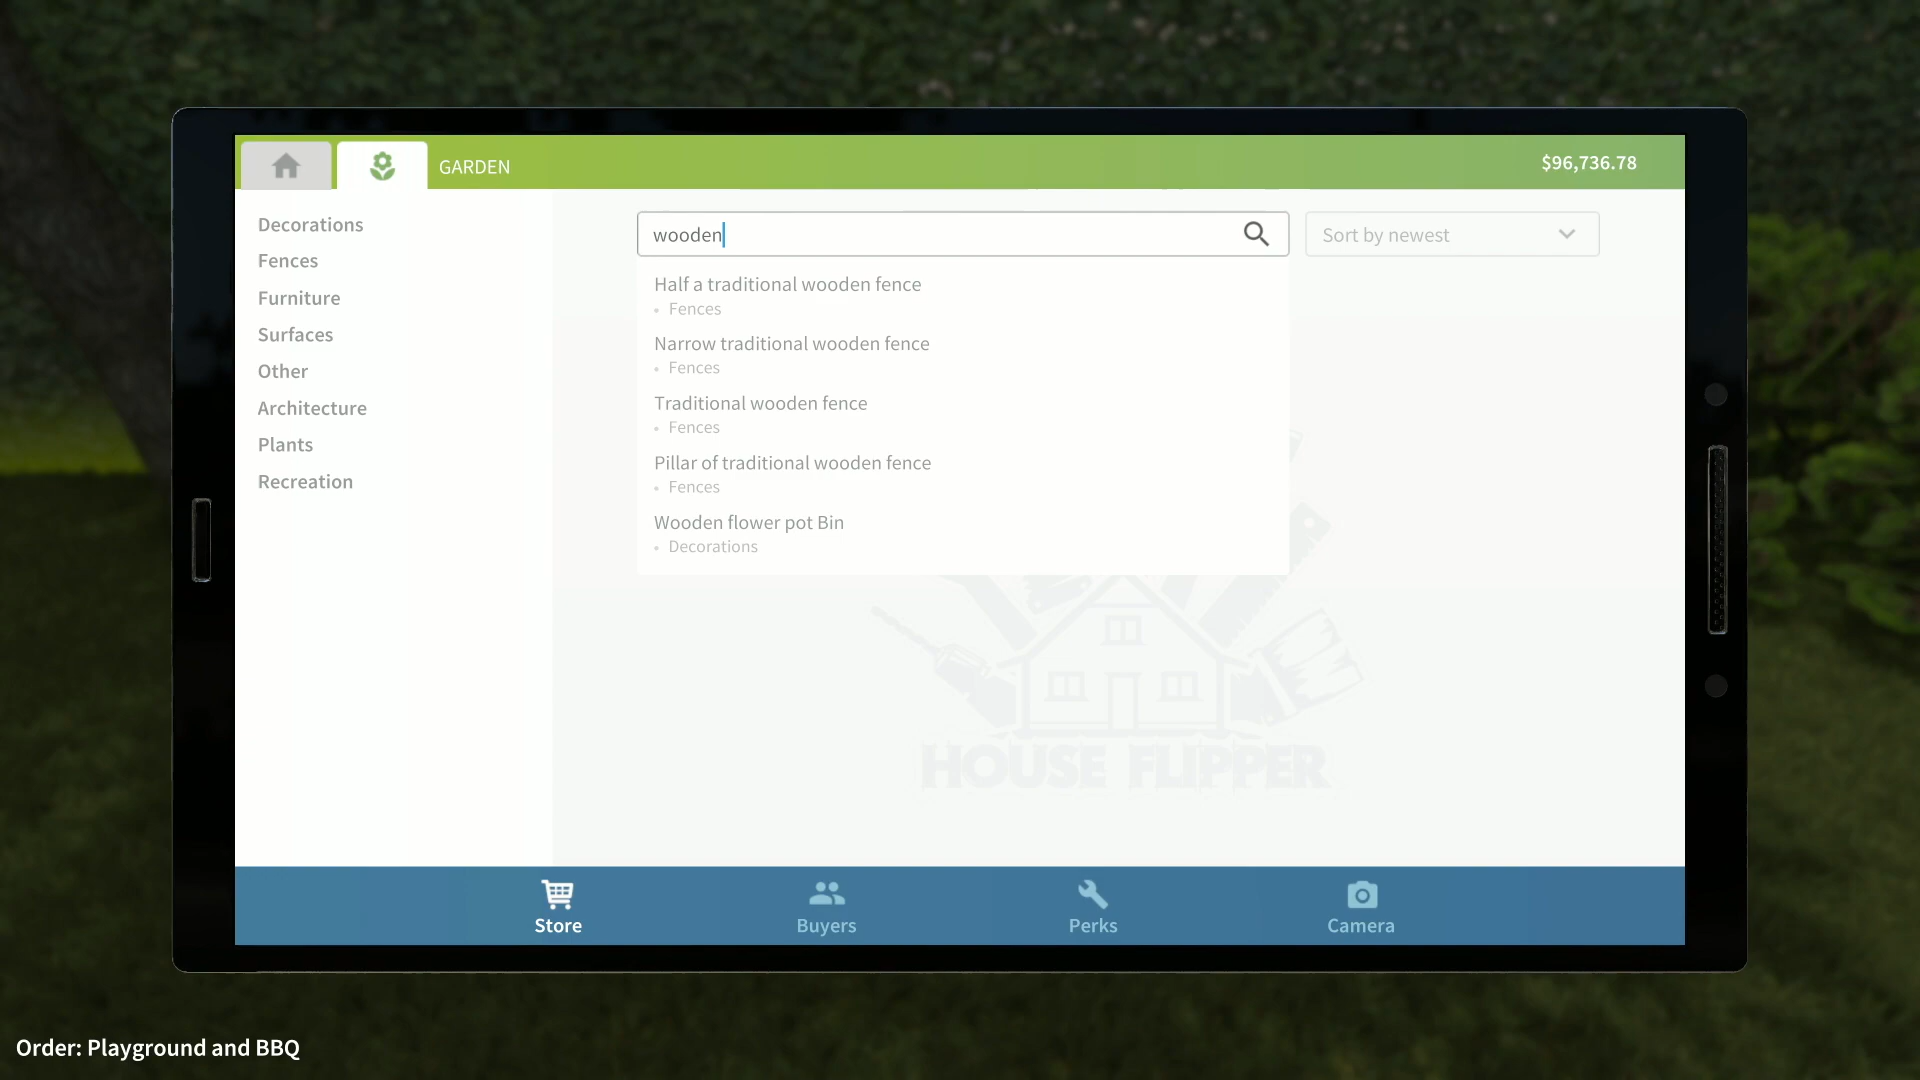 GARDEN
$96,736.78
Decorations
Fences
Furniture
Surfaces
Other
Architecture
Plants
Recreation
wooden
Sort by newest
Half a traditional wooden fence
• Fences
Narrow traditional wooden fence
• Fences
Traditional wooden fence
• Fences
Pillar of traditional wooden fence
• Fences
Wooden flower pot Bin
• Decorations
HOUSE FLIPPER
Store
Buyers
Perks
Camera
Order: Playground and BBQ